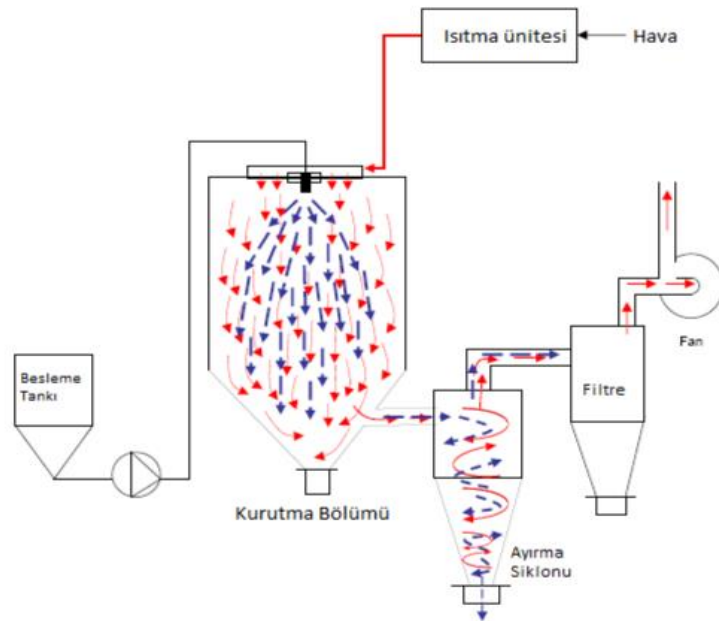 Isıtma ünitesi
Hava
Besleme
Tankı
Fan
Filtre
Kurutma Bölümü
Ayırma
Siklonu